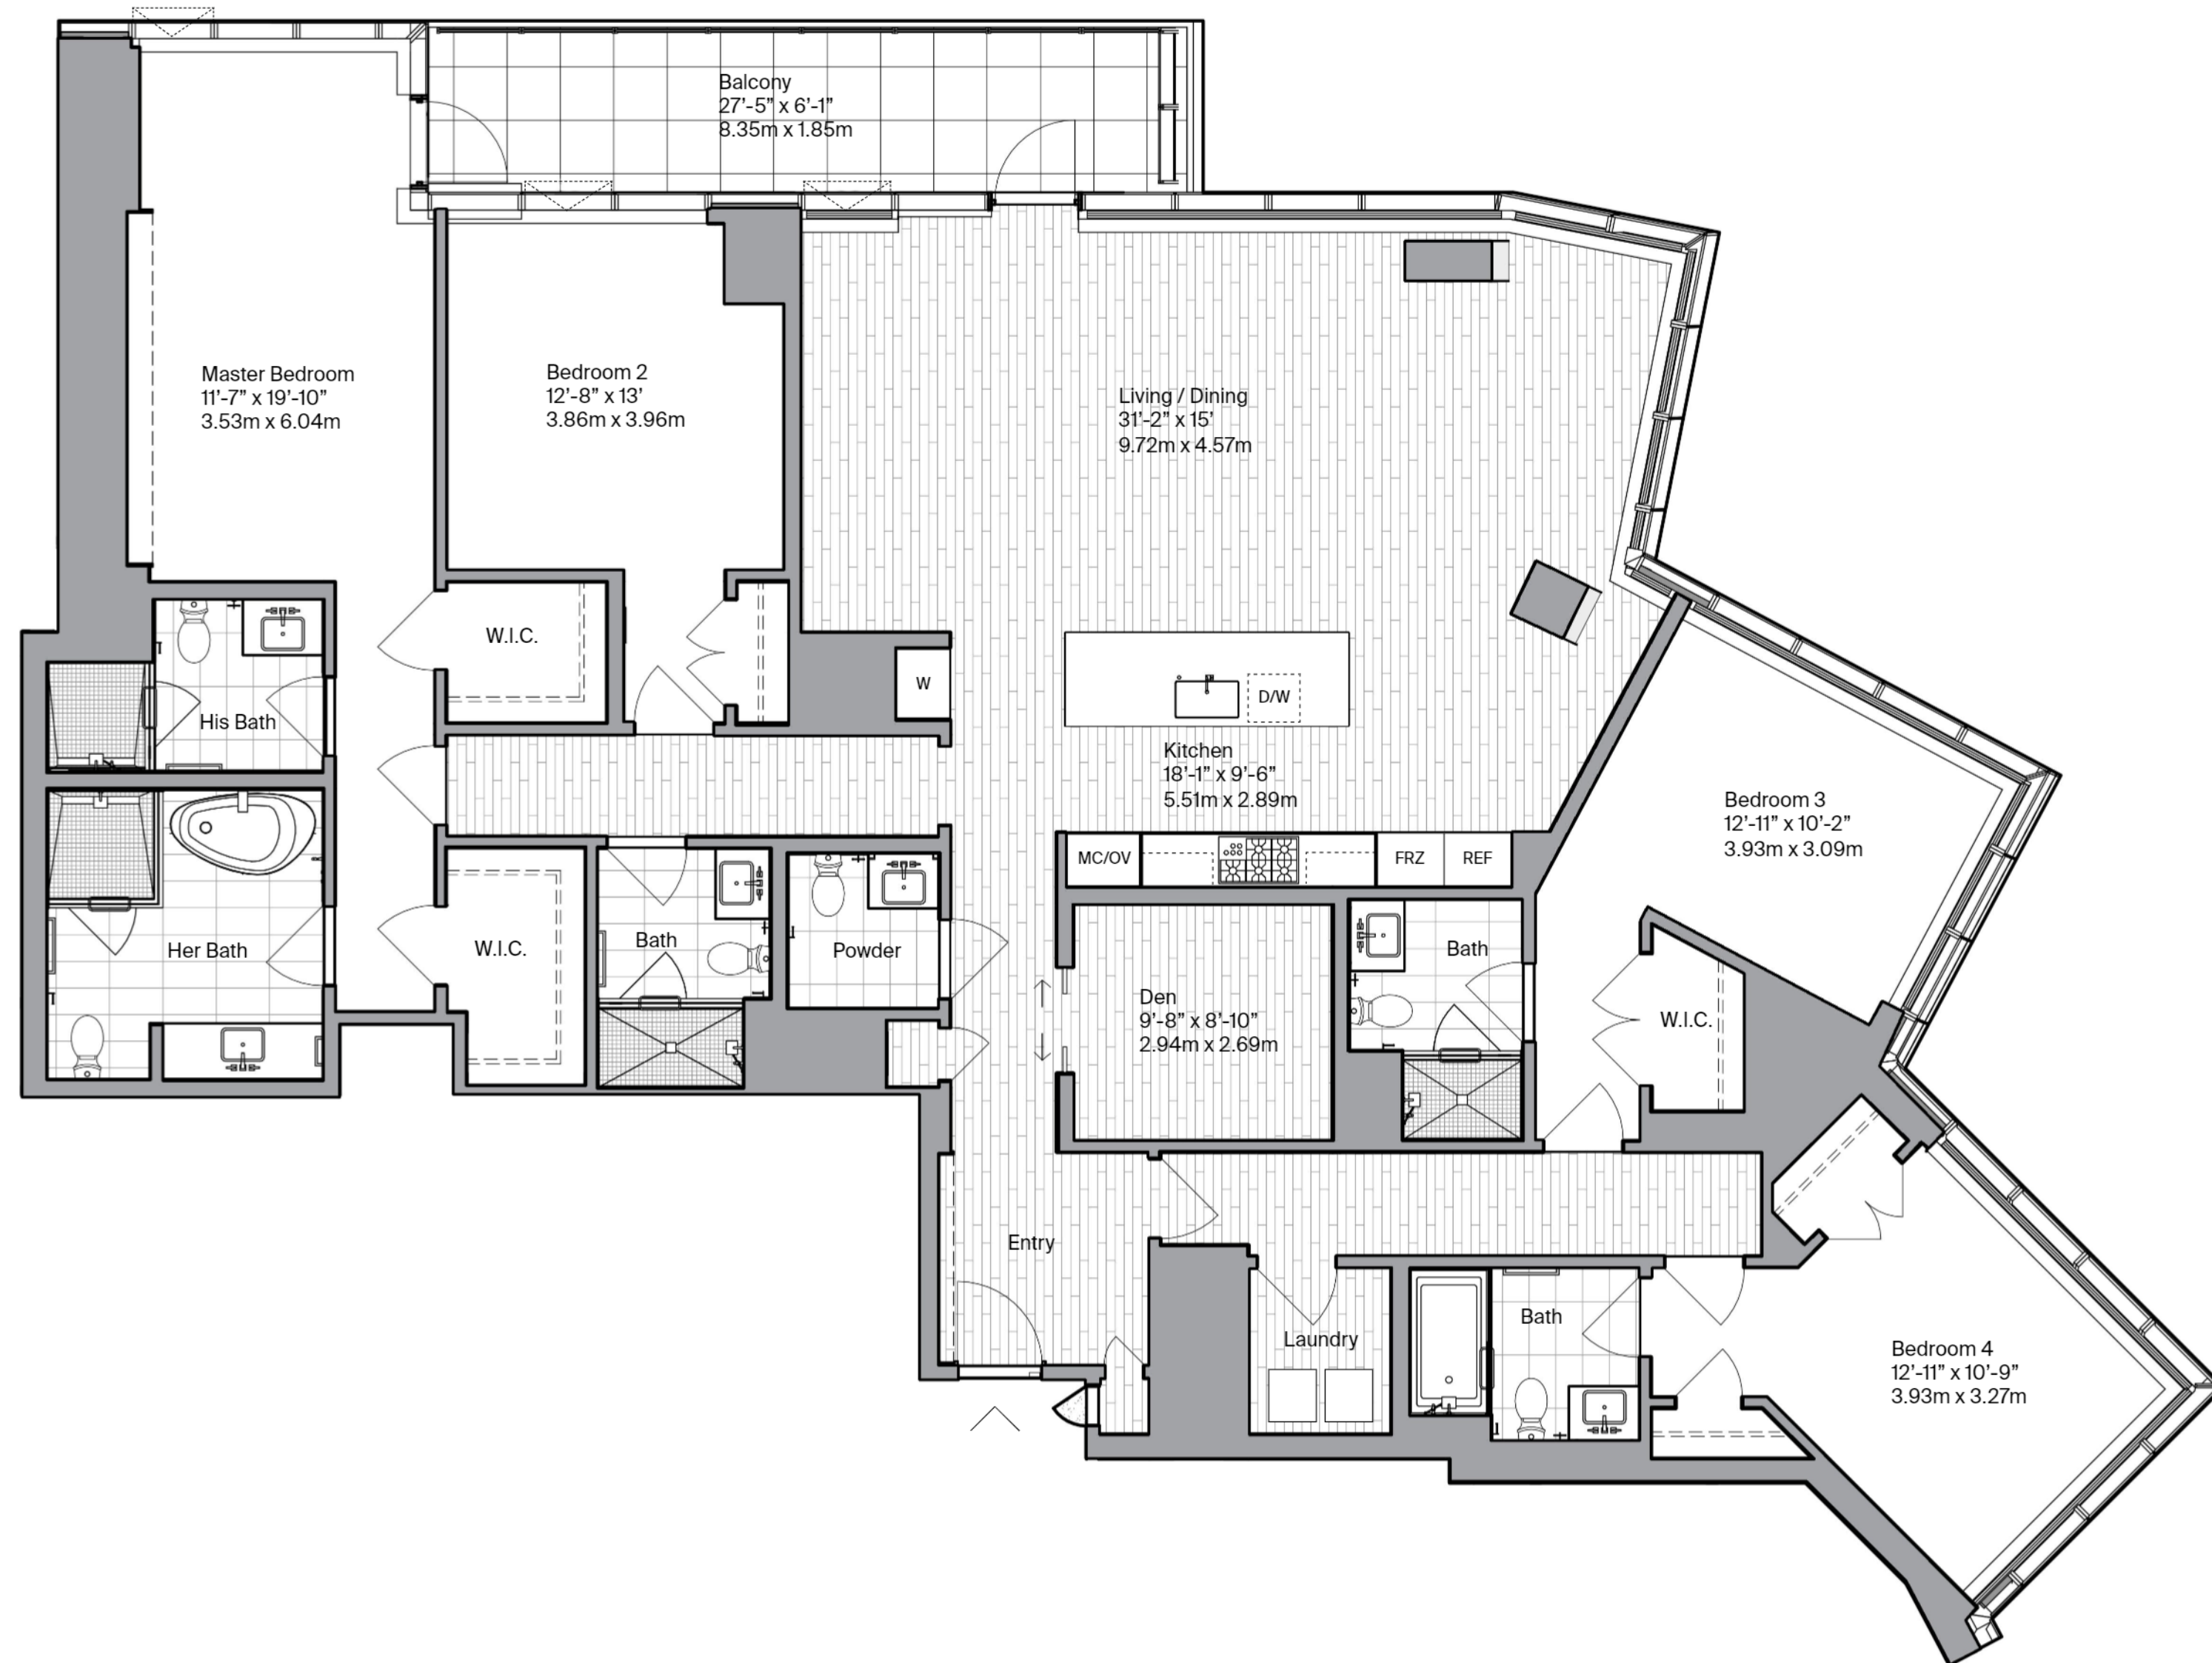 Balcony
27'-5” x 6'-1”
8.35m x 1.85m
Master Bedroom
11'-7” x 19'-10”
3.53m x 6.04m
Bedroom 2
12'-8” x 13'
3.86m x 3.96m
Living / Dining
31'-2” x 15'
9.72m x 4.57m
W.I.C.
W
D/W
His Bath
Kitchen
18'-1” x 9'-6”
5.51m x 2.89m
Bedroom 3
12'-11” x 10'-2”
3.93m x 3.09m
MC/OV
FRZ
REF
Her Bath
W.I.C.
Bath
Powder
Den
9'-8” x 8'-10”
2.94m x 2.69m
Bath
W.I.C.
Entry
Laundry
Bath
Bedroom 4
12'-11” x 10'-9”
3.93m x 3.27m